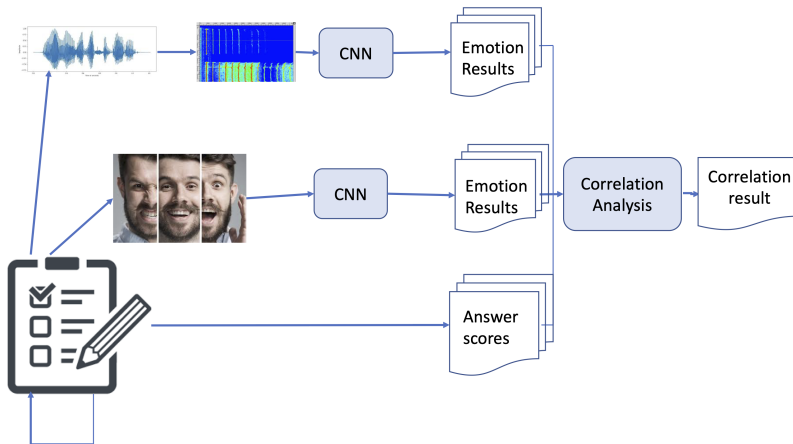 CNN
Emotion
Results
CNN
Emotion
Results
Correlation
Analysis
Correlation
result
Answer
scores